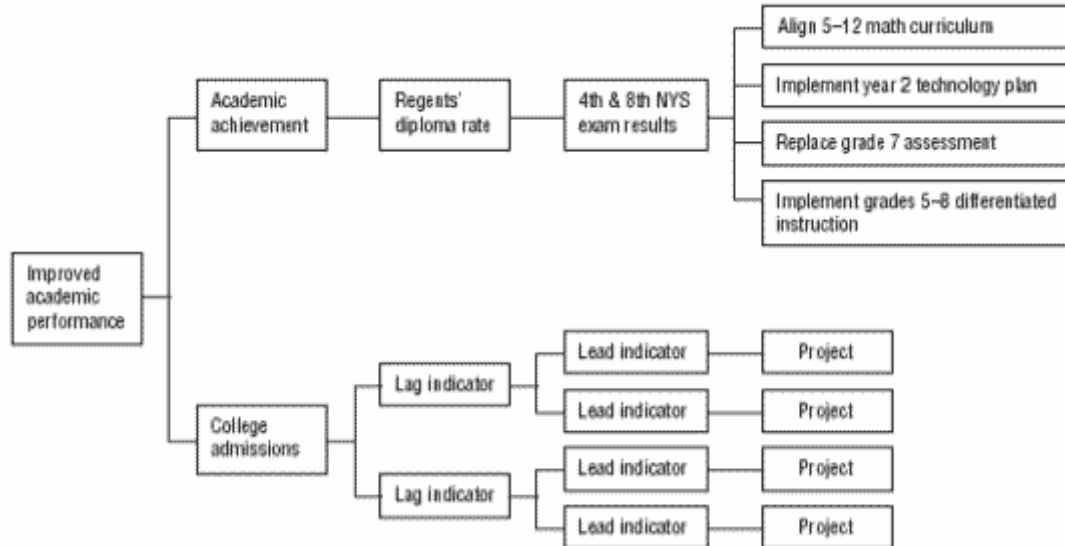 Align 5–12 math curriculum
Implement year 2 technology plan
Academic
achievement
Regents'
diploma rate
4th & 8th NYS
exam results
Replace grade 7 assessment
Implement grades 5–8 differentiated
instruction
Improved
academic
performance
Lead indicator
Project
Lag indicator
Lead indicator
Project
College
admissions
Lead indicator
Project
Lag indicator
Lead indicator
Project